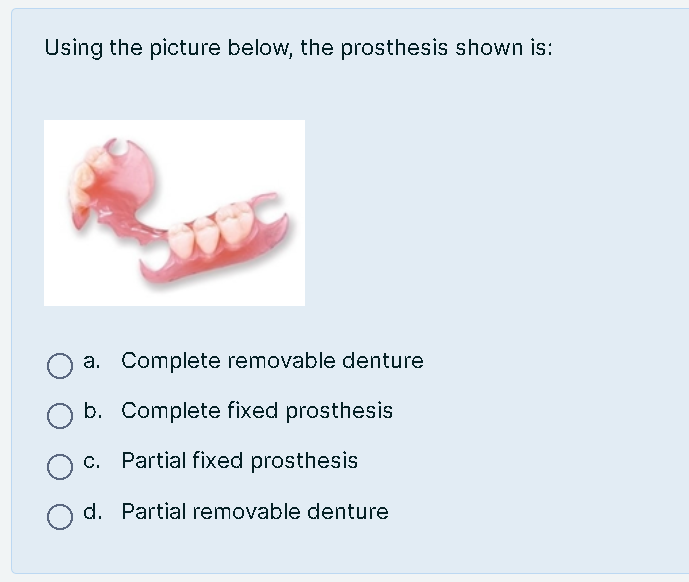 Using the picture below, the prosthesis shown is:
a. Complete removable denture
b. Complete fixed prosthesis
c. Partial fixed prosthesis
d. Partial removable denture